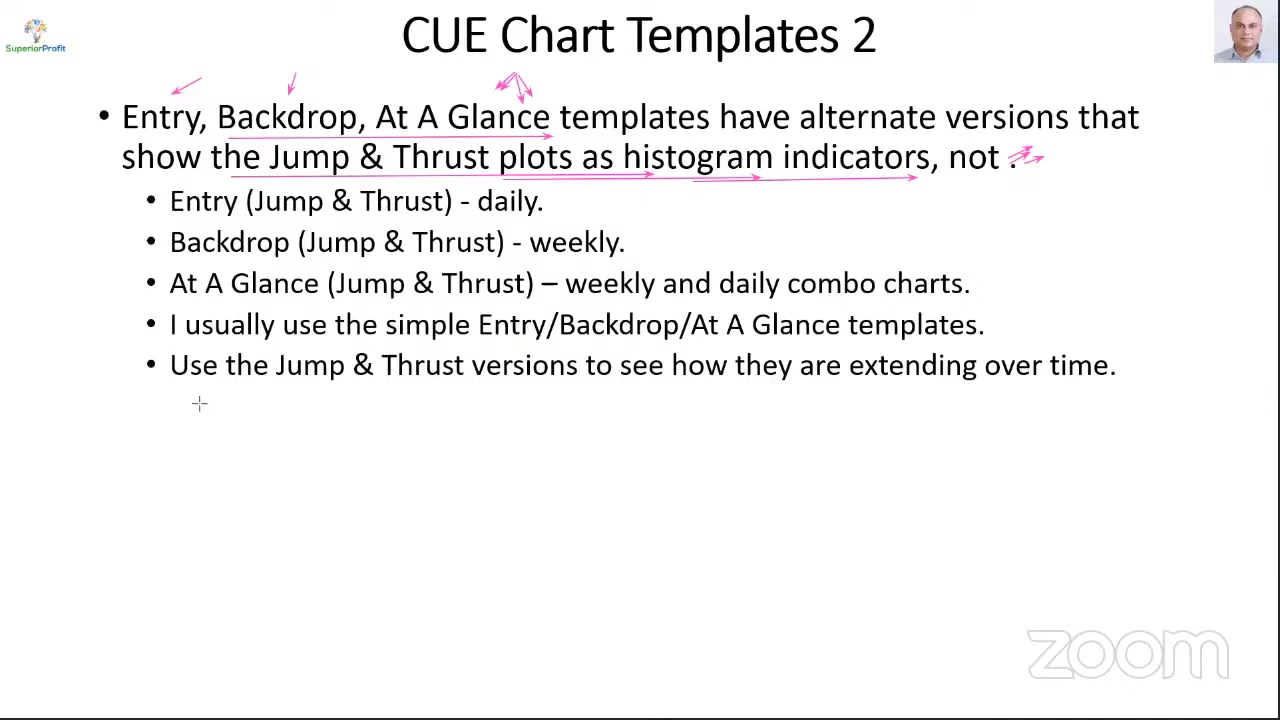 SuperiorProfit
CUE Chart Templates 2
• Entry, Backdrop, At A Glance templates have alternate versions that
show the Jump & Thrust plots as histogram indicators, not .
• Entry (Jump & Thrust) - daily.
• Backdrop (Jump & Thrust) - weekly.
• At A Glance (Jump & Thrust) – weekly and daily combo charts.
• I usually use the simple Entry/Backdrop/At A Glance templates.
• Use the Jump & Thrust versions to see how they are extending over time.
zoom